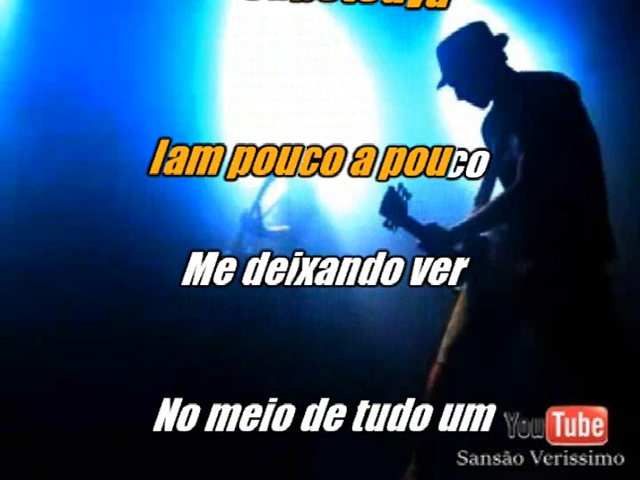 Iam pouco a pouco
Me deixando ver
No meio de tudo um
YouTube
Sansão Verissimo